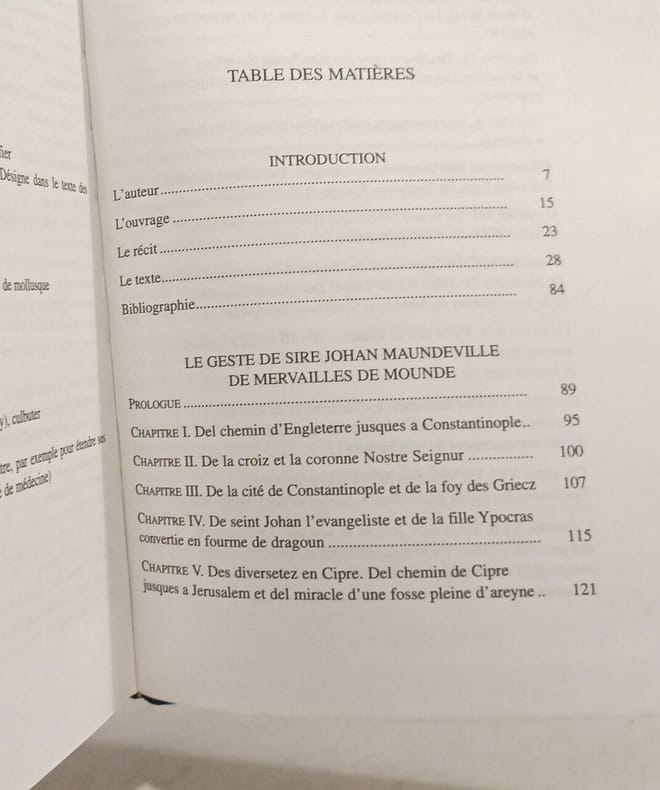 fier
Désigne dans le texte des
de mollusque
y), culbuter
tre, par exemple pour étendre ses
de médecine)
TABLE DES MATIÈRES
INTRODUCTION
L'auteur ........ 7
L'ouvrage ........ 15
Le récit ........ 23
Le texte ........ 28
Bibliographie ........ 84
LE GESTE DE SIRE JOHAN MAUNDEVILLE
DE MERVAILLES DE MOUNDE
PROLOGUE ........ 89
CHAPITRE I. Del chemin d'Engleterre jusques a Constantinople.. 95
CHAPITRE II. De la croiz et la coronne Nostre Seignur ........ 100
CHAPITRE III. De la cité de Constantinople et de la foy des Griecz 107
CHAPITRE IV. De seint Johan l'evangeliste et de la fille Ypocras
convertie en fourme de dragoun ........ 115
CHAPITRE V. Des diversetez en Cipre. Del chemin de Cipre
jusques a Jerusalem et del miracle d'une fosse pleine d'areyne .. 121